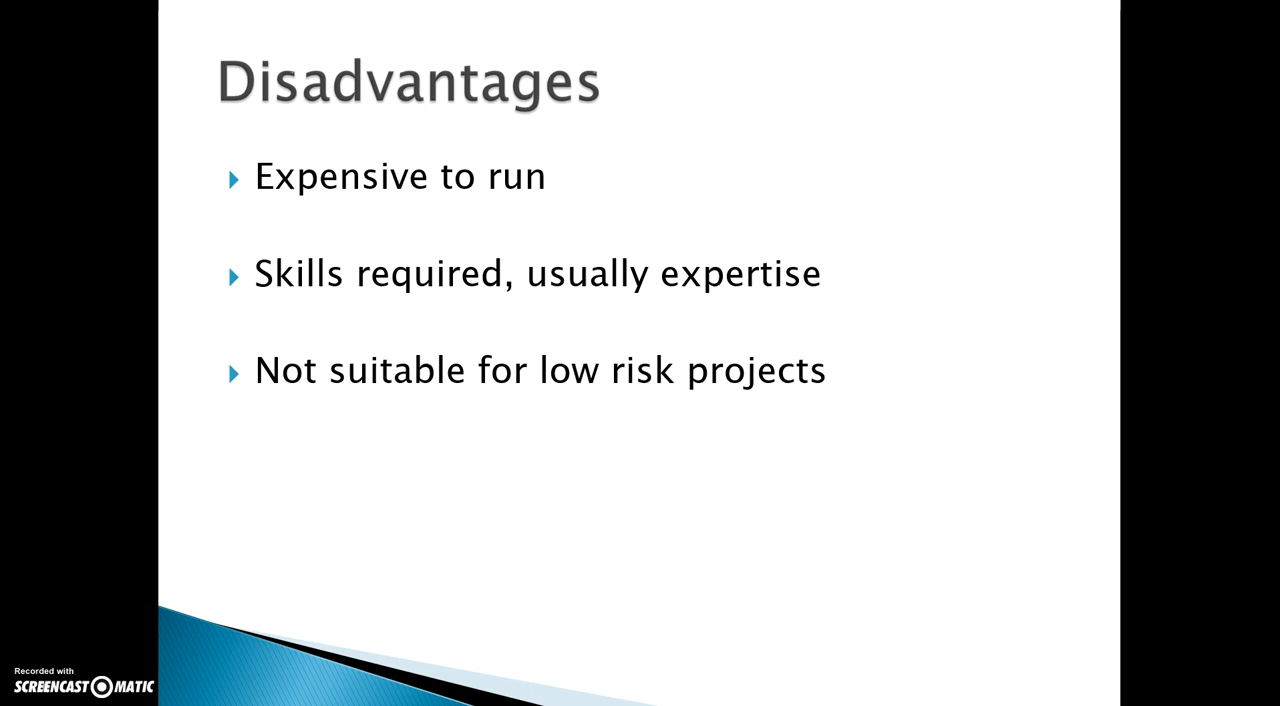 Disadvantages
Expensive to run
Skills required, usually expertise
Not suitable for low risk projects
Recorded with
SCREENCAST MATIC